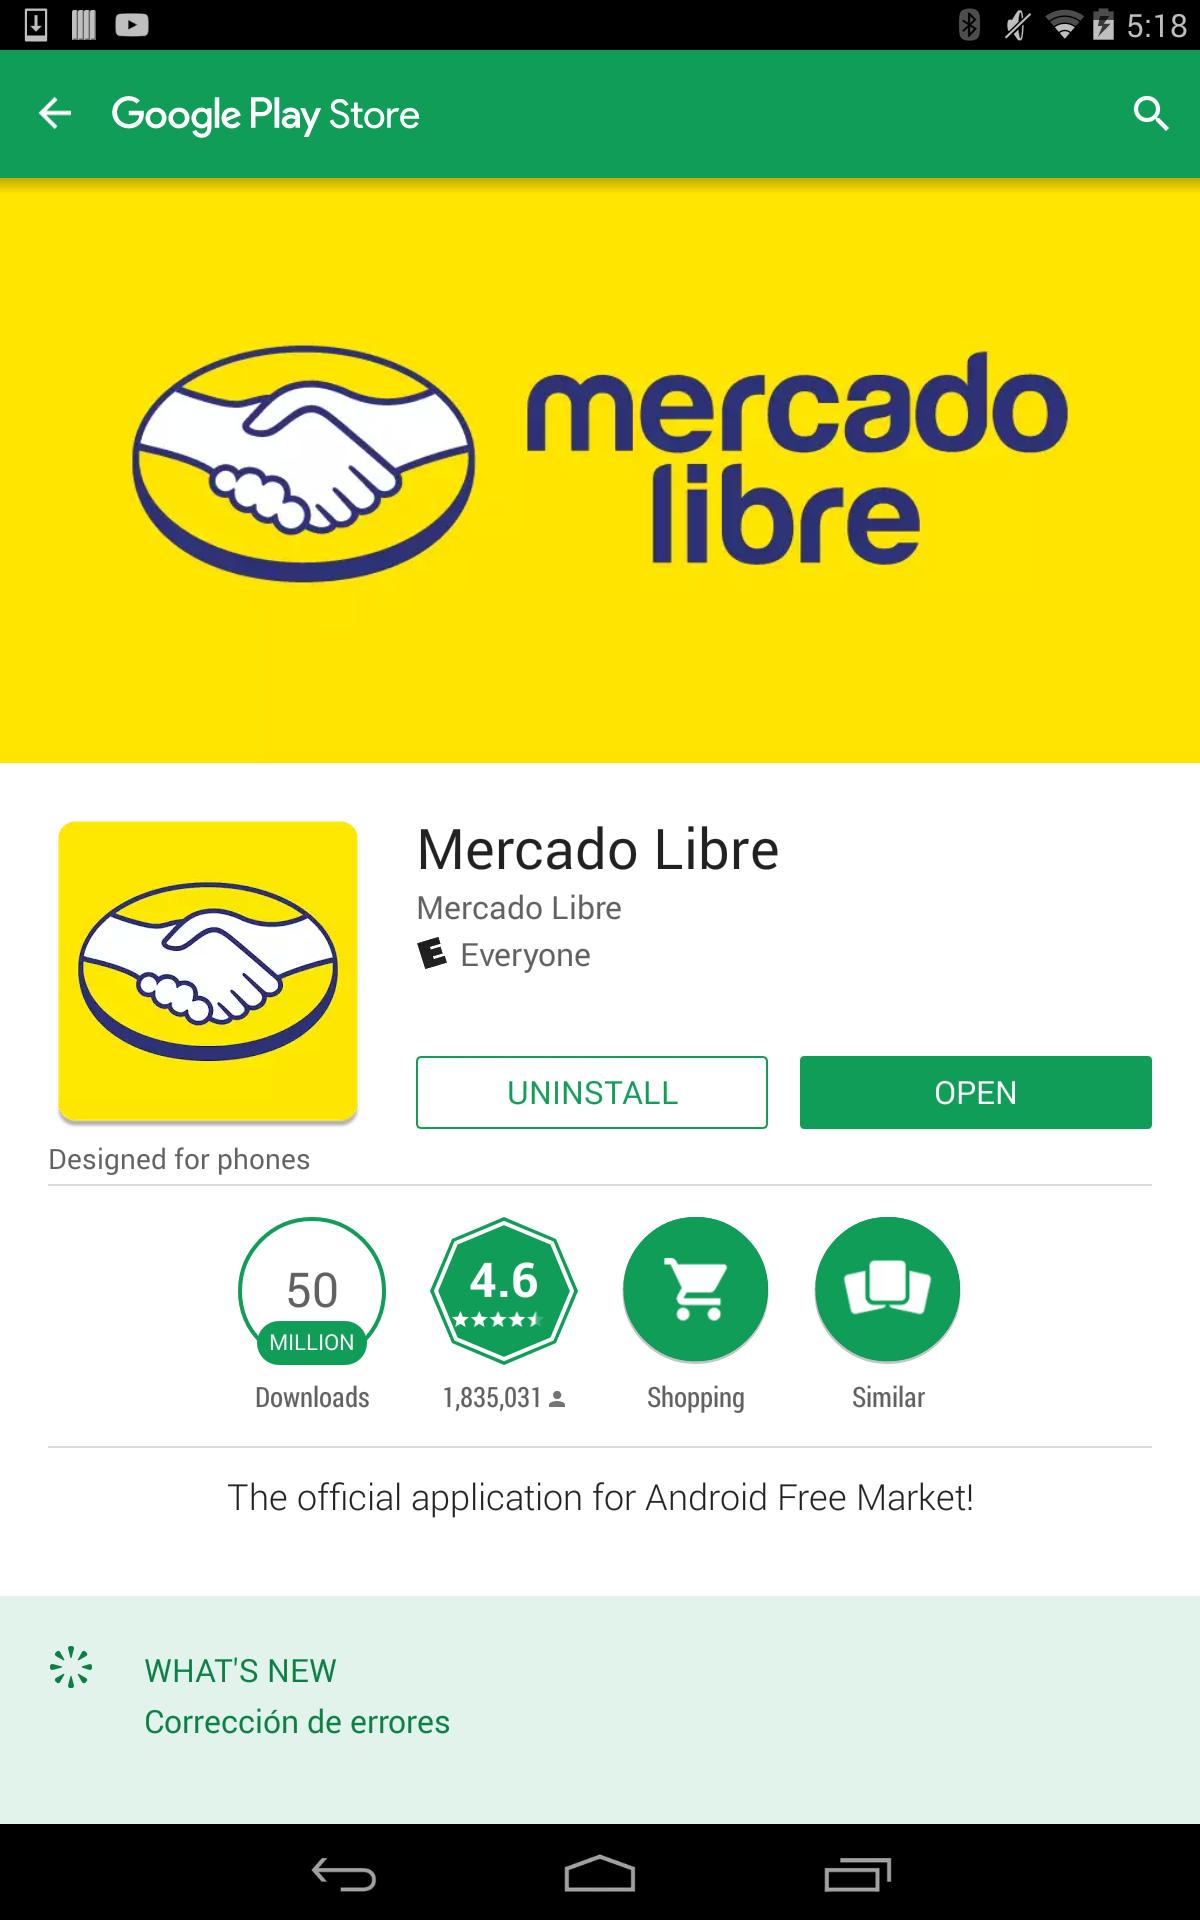 5:18
Google Play Store
mercado
libre
Mercado Libre
Mercado Libre
E Everyone
UNINSTALL
OPEN
Designed for phones
50
MILLION
Downloads
4.6
1,835,031
Shopping
Similar
The official application for Android Free Market!
WHAT'S NEW
Corrección de errores